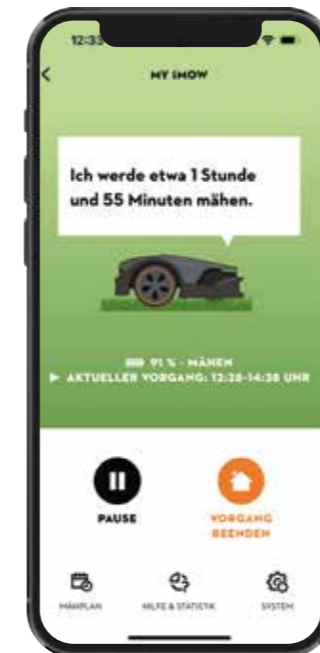 12:33
MY iMOW
Ich werde etwa 1 Stunde
und 55 Minuten mähen.
91 % - MÄHEN
AKTUELLER VORGANG: 12:28-14:28 UHR
PAUSE
VORGANG
BEENDEN
MÄHPLAN
HILFE & STATISTIK
SYSTEM